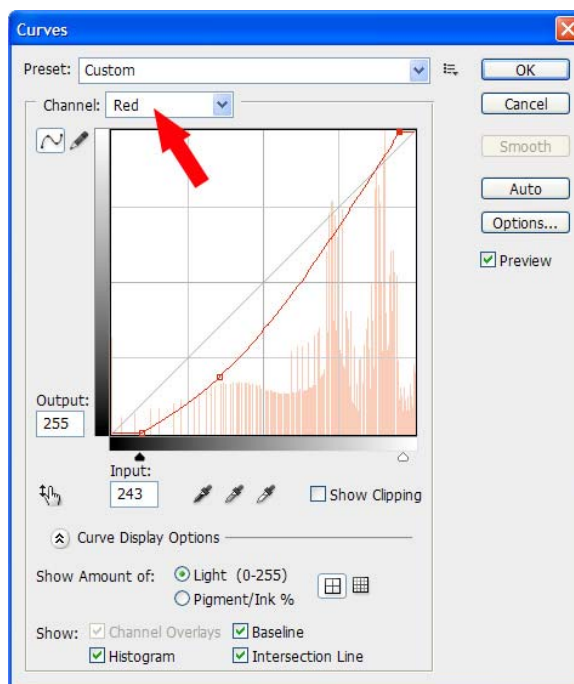 Curves
Preset: Custom
OK
Channel: Red
Cancel
Smooth
Auto
Options...
Preview
Output:
255
Input:
243
Show Clipping
Curve Display Options
Show Amount of: Light (0-255)
Pigment/Ink %
Show: Channel Overlays Baseline
Histogram Intersection Line